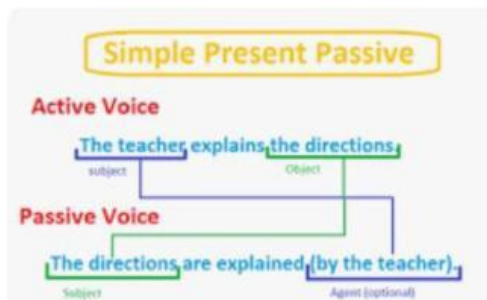 Simple Present Passive
Active Voice
The teacher explains the directions.
subject Object
Passive Voice
The directions are explained (by the teacher).
Subject Agent (optional)